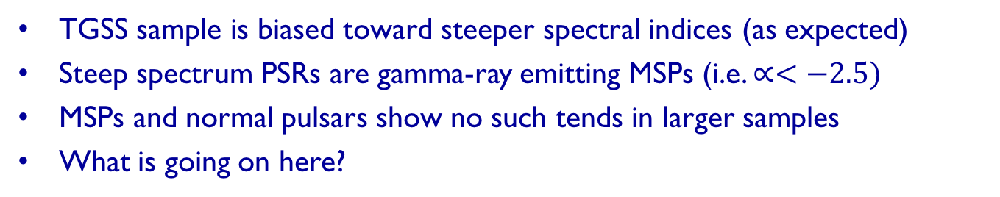 • TGSS sample is biased toward steeper spectral indices (as expected)
• Steep spectrum PSRs are gamma-ray emitting MSPs (i.e. ∝< −2.5)
• MSPs and normal pulsars show no such tends in larger samples
• What is going on here?